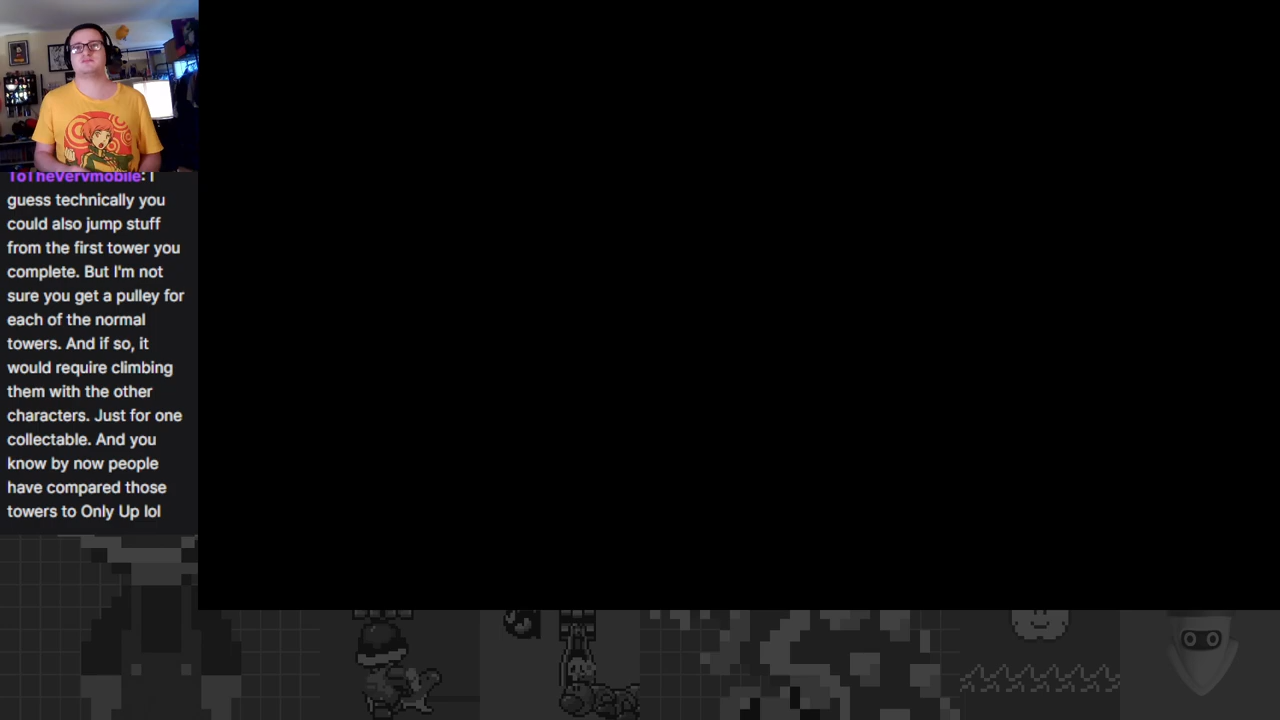 ToTheVervmobile: I
guess technically you
could also jump stuff
from the first tower you
complete. But I'm not
sure you get a pulley for
each of the normal
towers. And if so, it
would require climbing
them with the other
characters. Just for one
collectable. And you
know by now people
have compared those
towers to Only Up lol